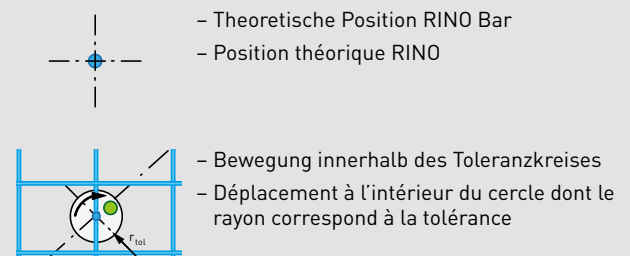 – Theoretische Position RINO Bar
– Position théorique RINO
– Bewegung innerhalb des Toleranzkreises
– Déplacement à l’intérieur du cercle dont le
rayon correspond à la tolérance
r tol